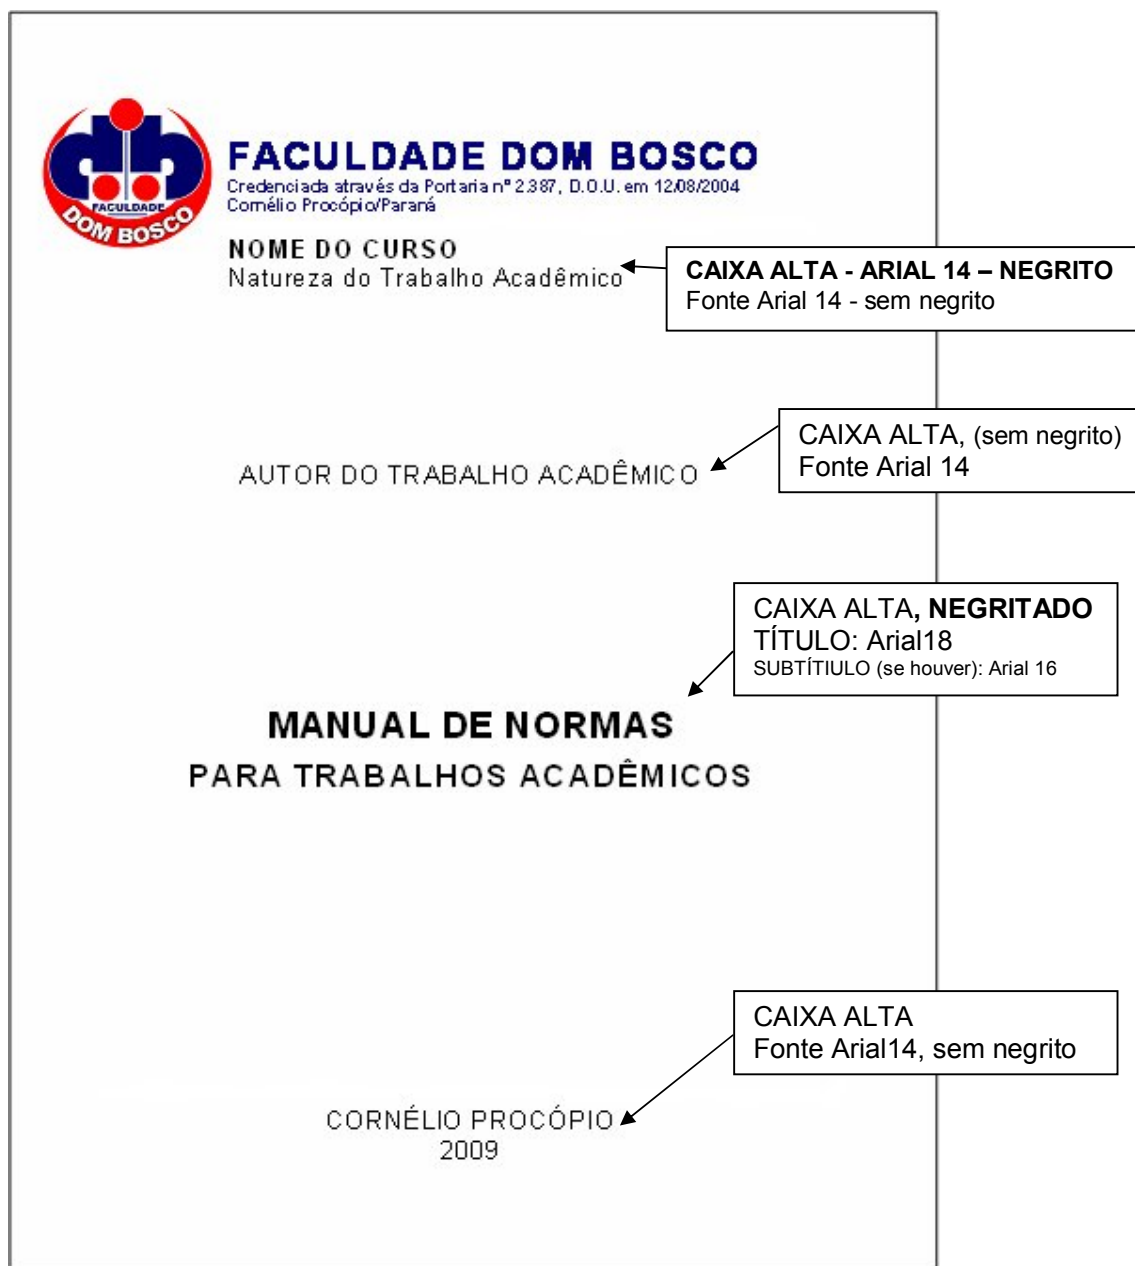 FACULDADE
DOM BOSCO
FACULDADE DOM BOSCO
Credenciada através da Portaria nº 2.387, D.O.U. em 12/08/2004
Cornélio Procópio/Paraná
NOME DO CURSO
Natureza do Trabalho Acadêmico
CAIXA ALTA - ARIAL 14 – NEGRITO
Fonte Arial 14 - sem negrito
CAIXA ALTA, (sem negrito)
Fonte Arial 14
AUTOR DO TRABALHO ACADÊMICO
CAIXA ALTA, NEGRITADO
TÍTULO: Arial18
SUBTÍTIULO (se houver): Arial 16
MANUAL DE NORMAS
PARA TRABALHOS ACADÊMICOS
CAIXA ALTA
Fonte Arial14, sem negrito
CORNÉLIO PROCÓPIO
2009